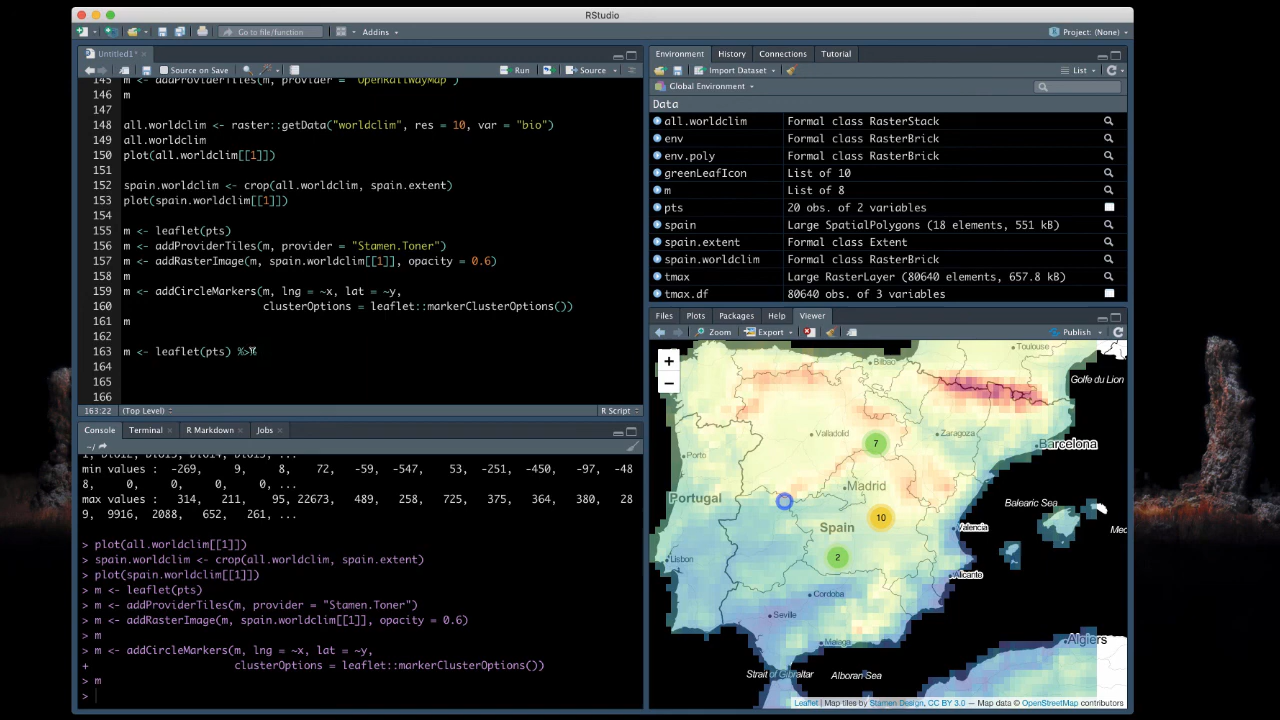 RStudio
Go to file/function
Addins
Project: (None)
Untitled1*
Source on Save
Run
Source
145 m <- addProviderTiles(m, provider = "OpenRailWayMap")
146 m
147
148 all.worldclim <- raster::getData("worldclim", res = 10, var = "bio")
149 all.worldclim
150 plot(all.worldclim[[1]])
151
152 spain.worldclim <- crop(all.worldclim, spain.extent)
153 plot(spain.worldclim[[1]])
154
155 m <- leaflet(pts)
156 m <- addProviderTiles(m, provider = "Stamen.Toner")
157 m <- addRasterImage(m, spain.worldclim[[1]], opacity = 0.6)
158 m
159 m <- addCircleMarkers(m, lng = ~x, lat = ~y,
160 clusterOptions = leaflet::markerClusterOptions())
161 m
162
163 m <- leaflet(pts) %>%
164
165
166
163:22 (Top Level) R Script
Console Terminal R Markdown Jobs
~/
min values : -269, 9, 8, 72, -59, -547, 53, -251, -450, -97, -48
8, 0, 0, 0, 0, ...
max values : 314, 211, 95, 22673, 489, 258, 725, 375, 364, 380, 28
9, 9916, 2088, 652, 261, ...
> plot(all.worldclim[[1]])
> spain.worldclim <- crop(all.worldclim, spain.extent)
> plot(spain.worldclim[[1]])
> m <- leaflet(pts)
> m <- addProviderTiles(m, provider = "Stamen.Toner")
> m <- addRasterImage(m, spain.worldclim[[1]], opacity = 0.6)
> m
> m <- addCircleMarkers(m, lng = ~x, lat = ~y,
+ clusterOptions = leaflet::markerClusterOptions())
> m
>
Environment History Connections Tutorial
Import Dataset List
Global Environment
Data
all.worldclim Formal class RasterStack
env Formal class RasterBrick
env.poly Formal class RasterBrick
greenLeafIcon List of 10
m List of 8
pts 20 obs. of 2 variables
spain Large SpatialPolygons (18 elements, 551 kB)
spain.extent Formal class Extent
spain.worldclim Formal class RasterBrick
tmax Large RasterLayer (80640 elements, 657.8 kB)
tmax.df 80640 obs. of 3 variables
Files Plots Packages Help Viewer
Zoom Export Publish
+
−
Toulouse
Bilbao
Golfe du Lion
Valladolid
Zaragoza
7
Barcelona
Porto
Madrid
Portugal
Balearic Sea
10
Spain
Valencia
Lisbon
2
Alicante
Cordoba
Seville
Malaga
Algiers
Strait of Gibraltar
Alboran Sea
Leaflet | Map tiles by Stamen Design, CC BY 3.0 — Map data © OpenStreetMap contributors